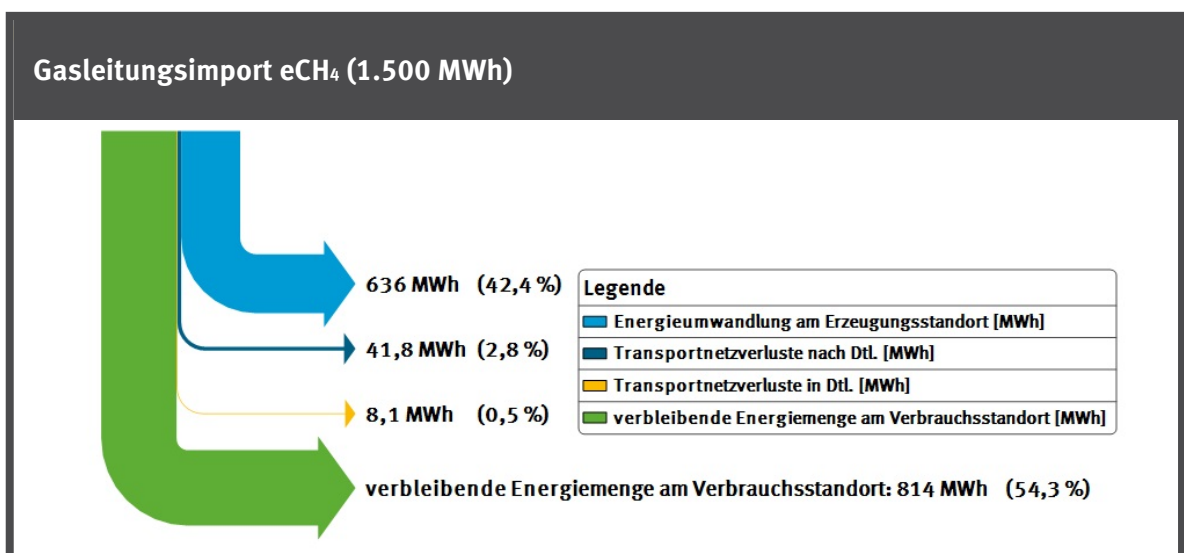 Gasleitungsimport eCH₄ (1.500 MWh)
636 MWh (42,4 %)
41,8 MWh (2,8 %)
8,1 MWh (0,5 %)
Legende
Energieumwandlung am Erzeugungsstandort [MWh]
Transportnetzverluste nach Dtl. [MWh]
Transportnetzverluste in Dtl. [MWh]
verbleibende Energiemenge am Verbrauchsstandort [MWh]
verbleibende Energiemenge am Verbrauchsstandort: 814 MWh (54,3 %)